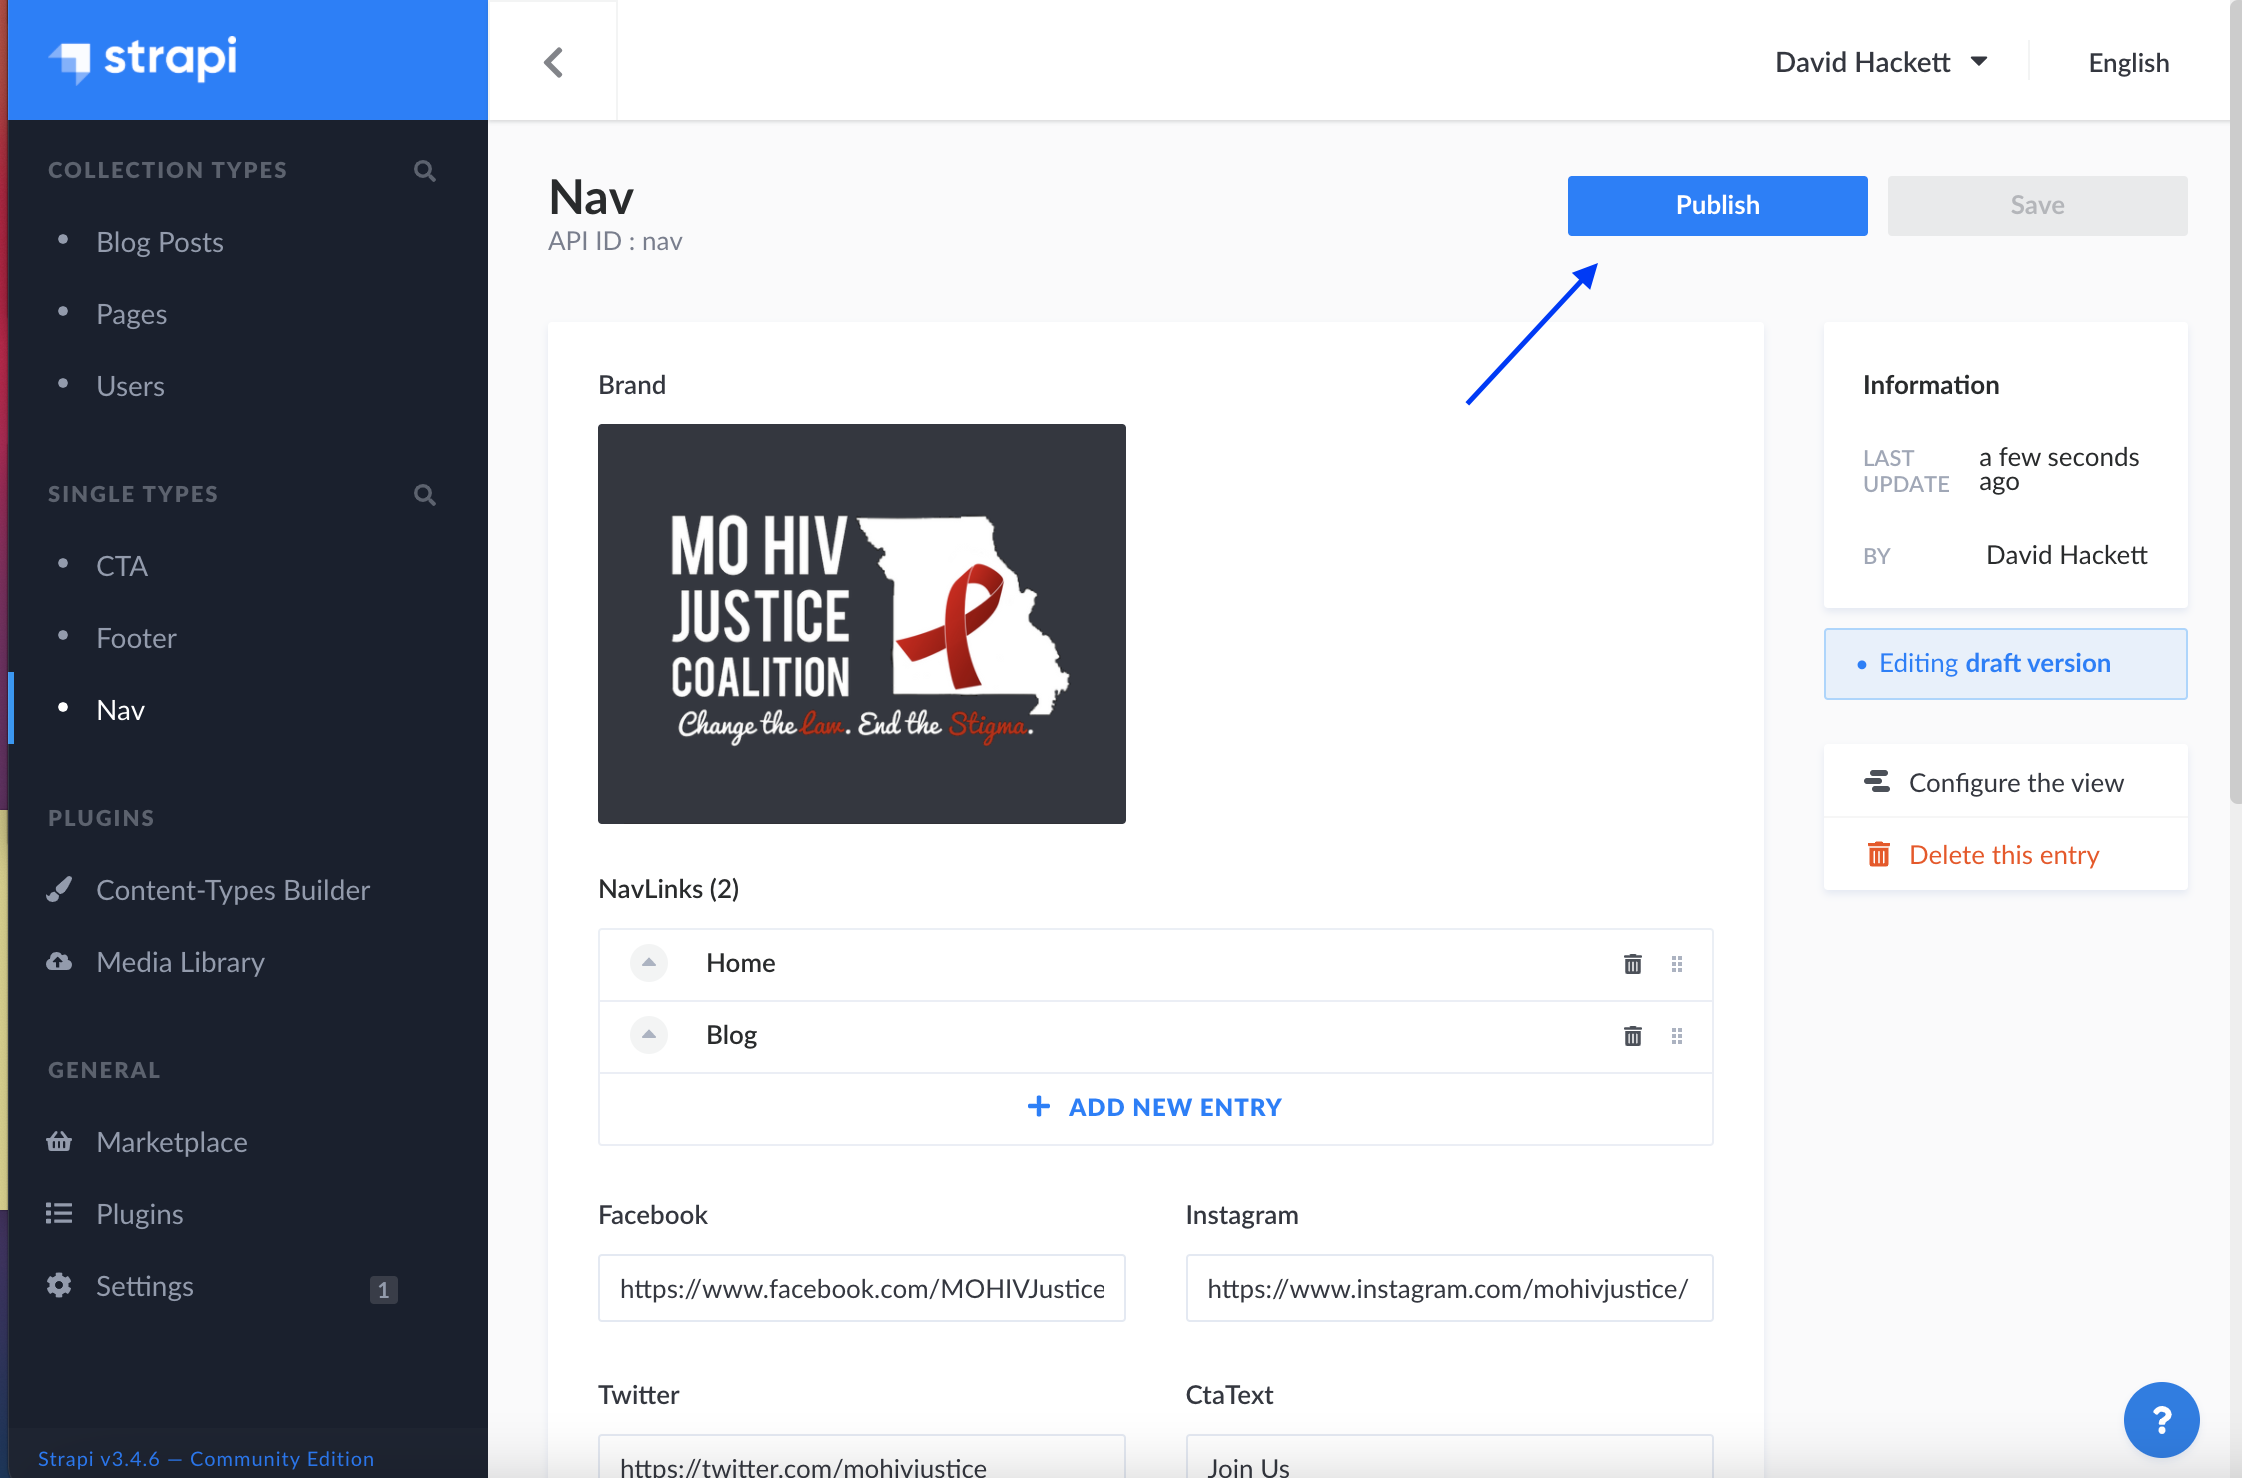 strapi
David Hackett
English
COLLECTION TYPES
Blog Posts
Pages
Users
SINGLE TYPES
CTA
Footer
Nav
PLUGINS
Content-Types Builder
Media Library
GENERAL
Marketplace
Plugins
Settings
1
Strapi v3.4.6 — Community Edition
Nav
API ID : nav
Publish
Save
Brand
MO HIV
JUSTICE
COALITION
Change the Law. End the Stigma.
NavLinks (2)
Home
Blog
ADD NEW ENTRY
Facebook
Instagram
https://www.facebook.com/MOHIVJustice
https://www.instagram.com/mohivjustice/
Twitter
CtaText
https://twitter.com/mohivjustice
Join Us
Information
LAST UPDATE
a few seconds ago
BY
David Hackett
Editing draft version
Configure the view
Delete this entry
?